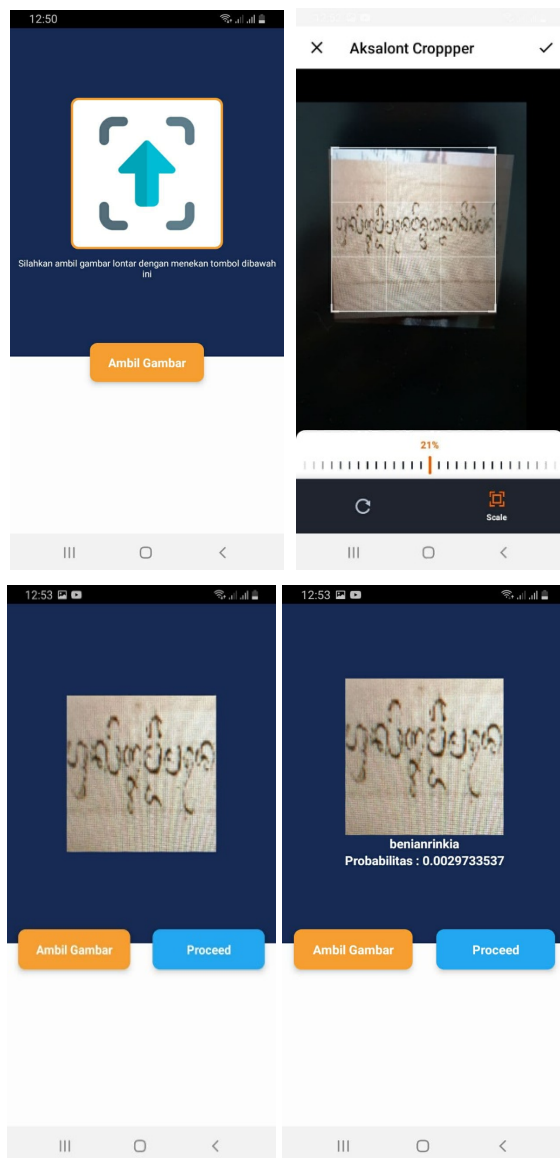 12:50
Silahkan ambil gambar lontar dengan menekan tombol dibawah
ini
Ambil Gambar
Aksalont Croppper
21%
Scale
12:53
Ambil Gambar
Proceed
12:53
benianrinkia
Probabilitas : 0.0029733537
Ambil Gambar
Proceed